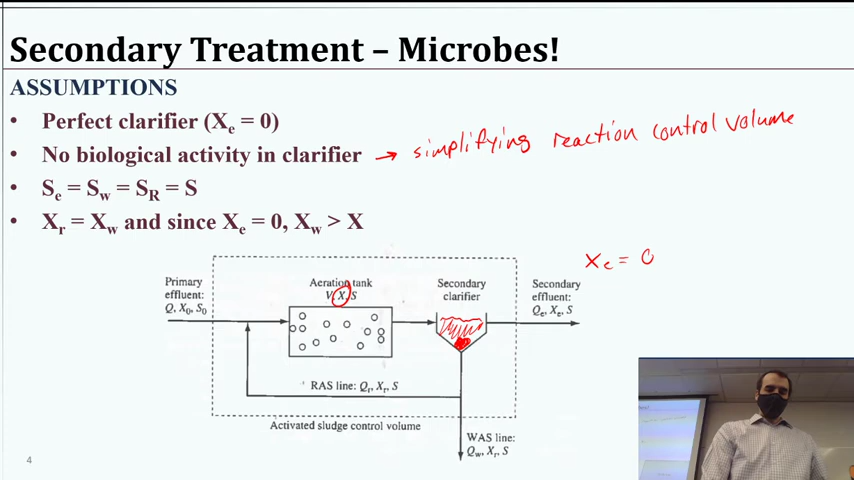 Secondary Treatment – Microbes!
ASSUMPTIONS
• Perfect clarifier (Xe = 0)
• No biological activity in clarifier → simplifying reaction control volume
• Se = Sw = SR = S
• Xr = Xw and since Xe = 0, Xw > X
Xe = 0
Primary effluent: Q, X0, S0
Aeration tank V, X, S
Secondary clarifier
Secondary effluent: Qe, Xe, S
RAS line: Qr, Xr, S
Activated sludge control volume
WAS line: Qw, Xr, S
4